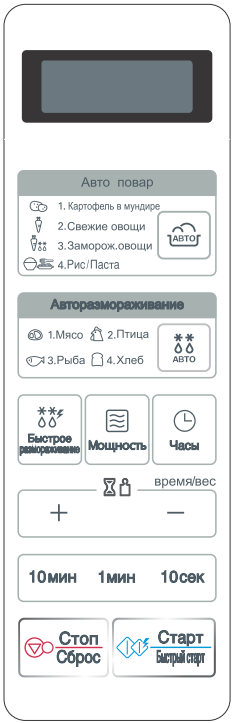 Авто повар
1. Картофель в мундире
2.Свежие овощи
3.Заморож.овощи
4.Рис/Паста
АВТО
Авторазмораживание
1.Мясо 2.Птица
3.Рыба 4.Хлеб
АВТО
Быстрое
размораживание
Мощность
Часы
время/вес
+ −
10мин 1мин 10сек
Стоп
Сброс
Старт
Быстрый старт